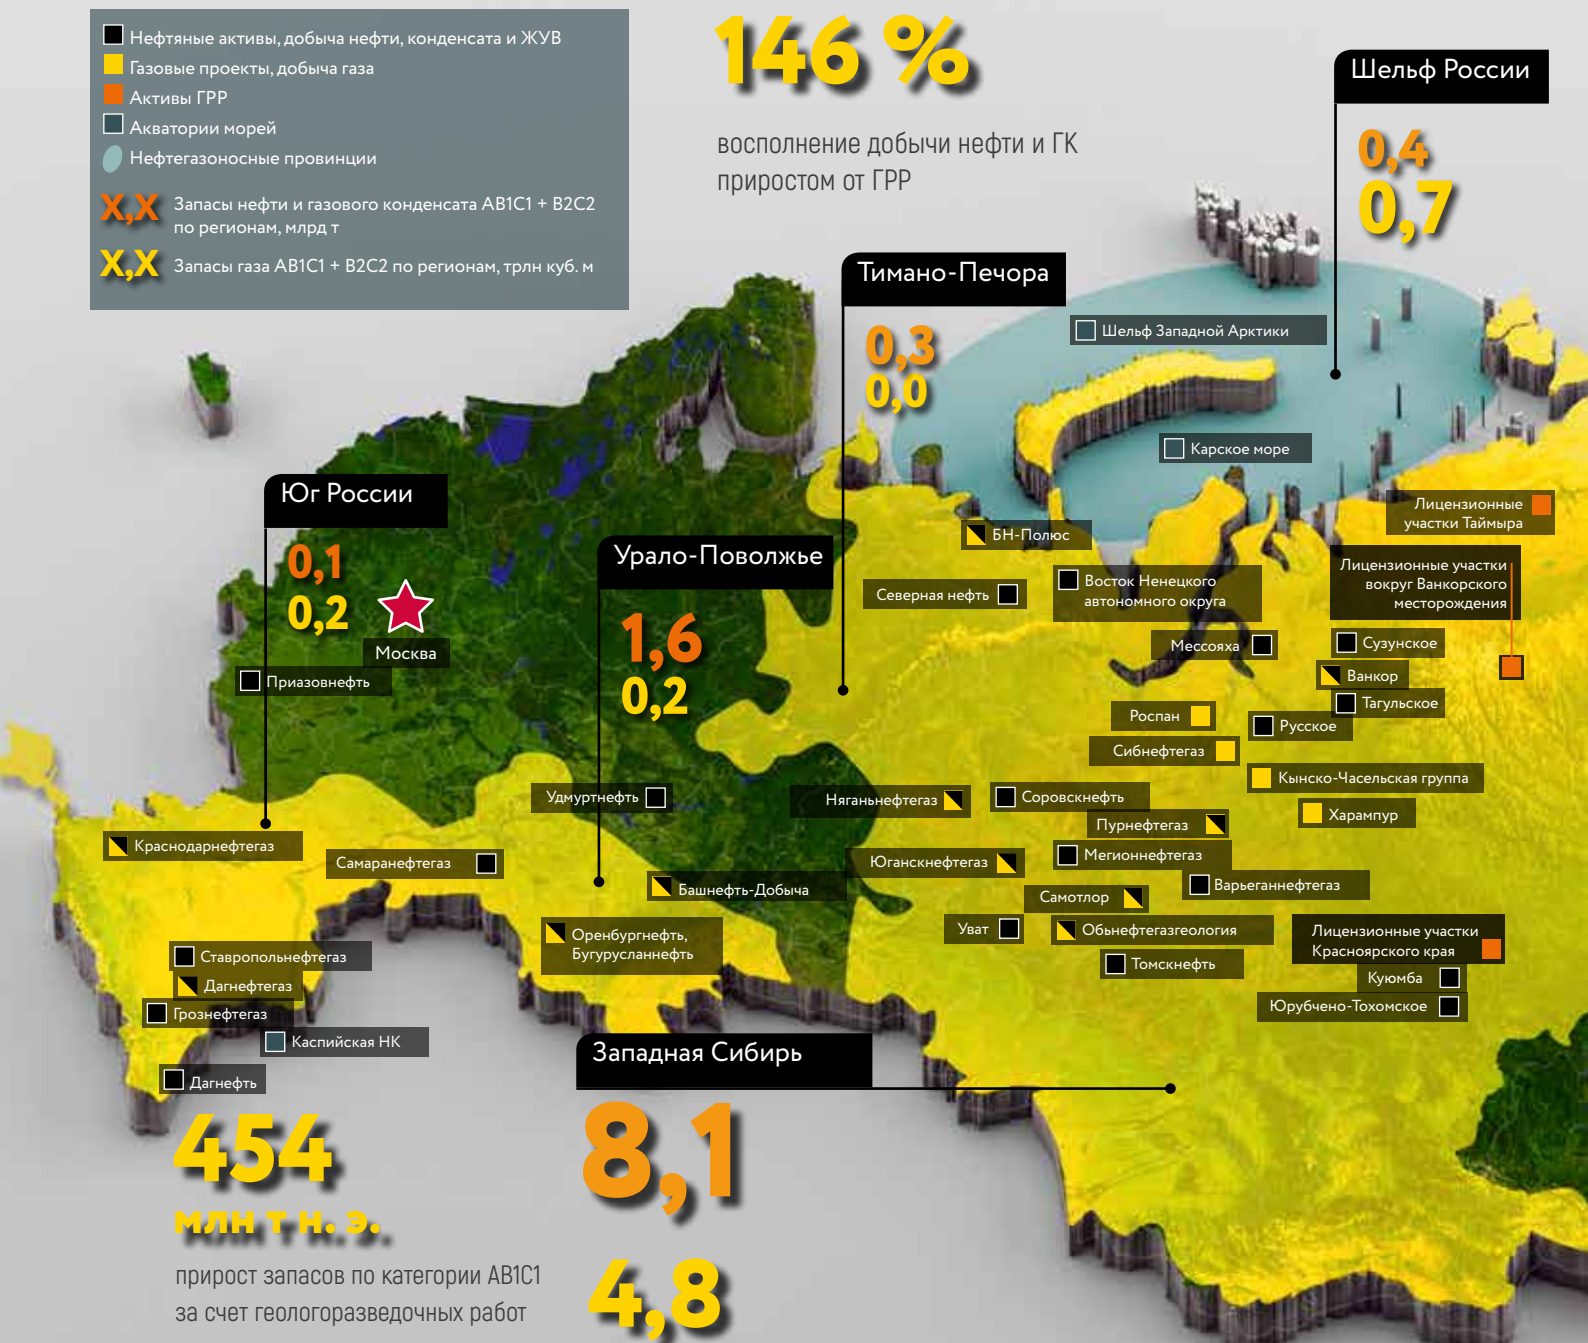 Нефтяные активы, добыча нефти, конденсата и ЖУВ
Газовые проекты, добыча газа
Активы ГРР
Акватории морей
Нефтегазоносные провинции
X,X Запасы нефти и газового конденсата АВ1С1 + В2С2
по регионам, млрд т
X,X Запасы газа АВ1С1 + В2С2 по регионам, трлн куб. м
146 %
восполнение добычи нефти и ГК
приростом от ГРР
Шельф России
0,4
0,7
Тимано-Печора
0,3
0,0
Шельф Западной Арктики
Карское море
Юг России
0,1
0,2
Москва
Приазовнефть
Урало-Поволжье
1,6
0,2
Лицензионные
участки Таймыра
БН-Полюс
Северная нефть
Восток Ненецкого
автономного округа
Лицензионные участки
вокруг Ванкорского
месторождения
Мессояха
Сузунское
Ванкор
Тагульское
Роспан
Русское
Сибнефтегаз
Кынско-Часельская группа
Харампур
Удмуртнефть
Няганьнефтегаз
Соровскнефть
Пурнефтегаз
Краснодарнефтегаз
Самаранефтегаз
Юганскнефтегаз
Мегионнефтегаз
Башнефть-Добыча
Варьеганнефтегаз
Самотлор
Уват
Обьнефтегазгеология
Оренбургнефть,
Бугурусланнефть
Лицензионные участки
Красноярского края
Томскнефть
Куюмба
Юрубчено-Тохомское
Ставропольнефтегаз
Дагнефтегаз
Грознефтегаз
Каспийская НК
Дагнефть
Западная Сибирь
8,1
4,8
454
млн т н. э.
прирост запасов по категории АВ1С1
за счет геологоразведочных работ